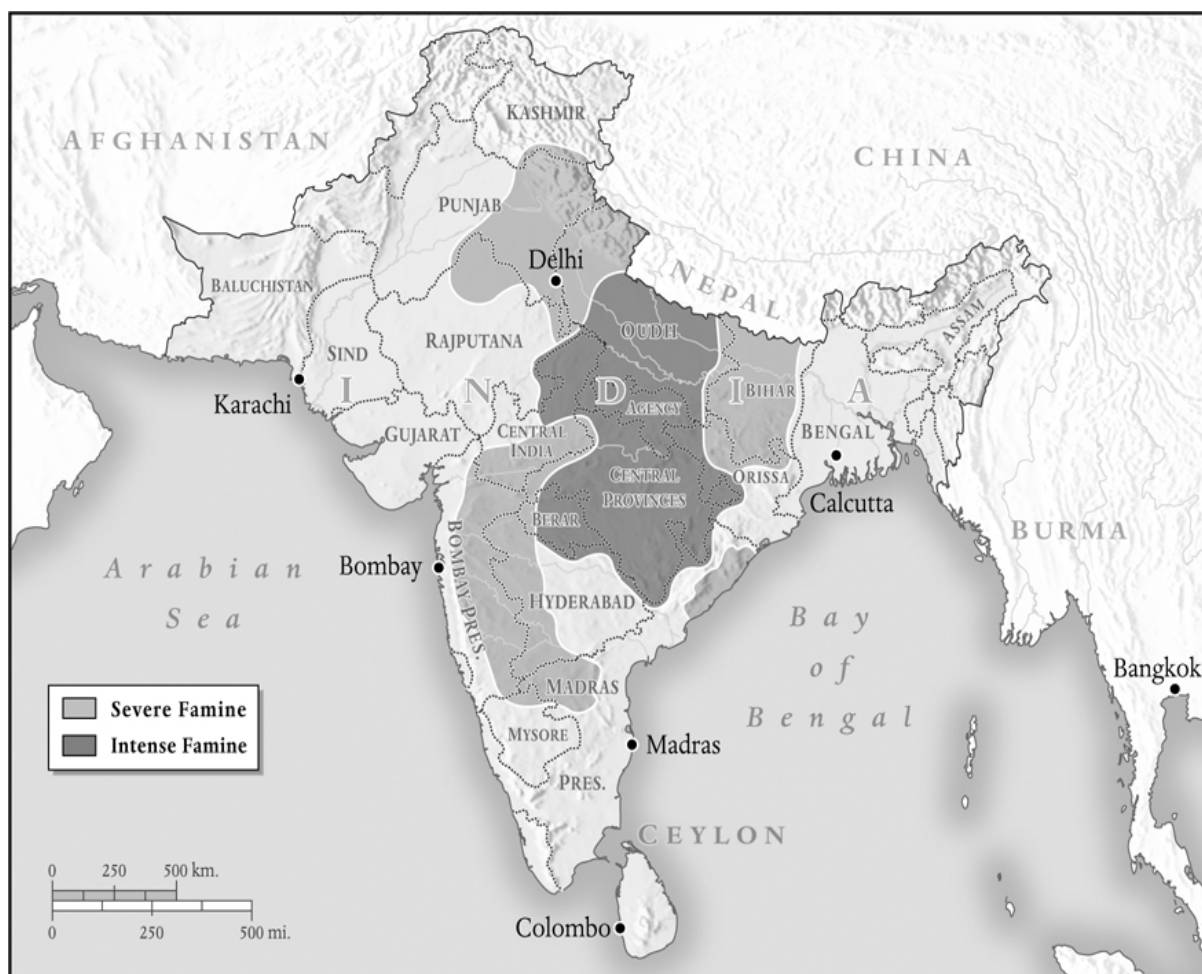 AFGHANISTAN
KASHMIR
CHINA
PUNJAB
Delhi
NEPAL
BALUCHISTAN
OUDH
ASSAM
RAJPUTANA
SIND
INDIA
BIHAR
Karachi
AGENCY
GUJARAT
CENTRAL
INDIA
BENGAL
CENTRAL
PROVINCES
ORISSA
Calcutta
BERAR
BURMA
Arabian
Sea
Bombay
BOMBAY PRES.
HYDERABAD
Bay
of
Bengal
Bangkok
MADRAS
Severe Famine
Intense Famine
MYSORE
Madras
PRES.
CEYLON
0 250 500 km.
0 250 500 mi.
Colombo